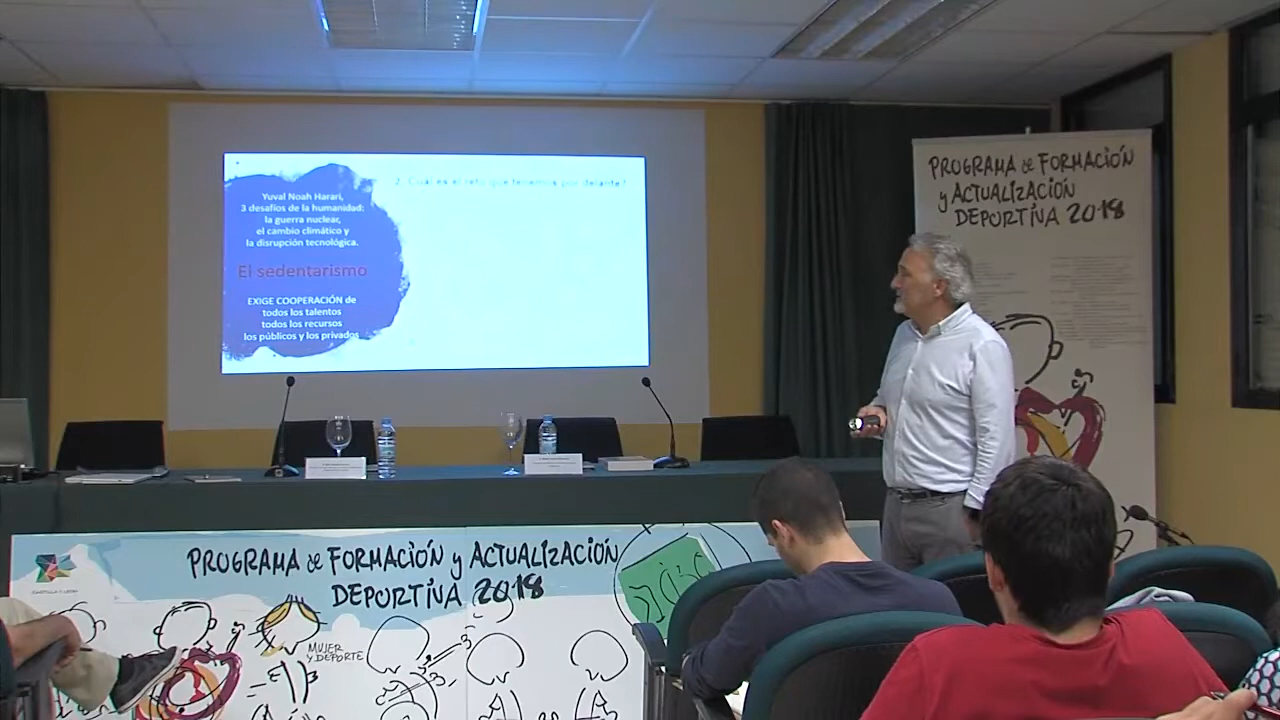 2. Cuál es el reto que tenemos por delante?
Yuval Noah Harari,
3 desafíos de la humanidad:
la guerra nuclear,
el cambio climático y
la disrupción tecnológica.
El sedentarismo
EXIGE COOPERACIÓN de
todos los talentos
todos los recursos
los públicos y los privados
PROGRAMA de FORMACIÓN
y ACTUALIZACIÓN
DEPORTIVA 2018
PROGRAMA de FORMACIÓN y ACTUALIZACIÓN
DEPORTIVA 2018
CASTILLA Y LEÓN
MUJER
y DEPORTE